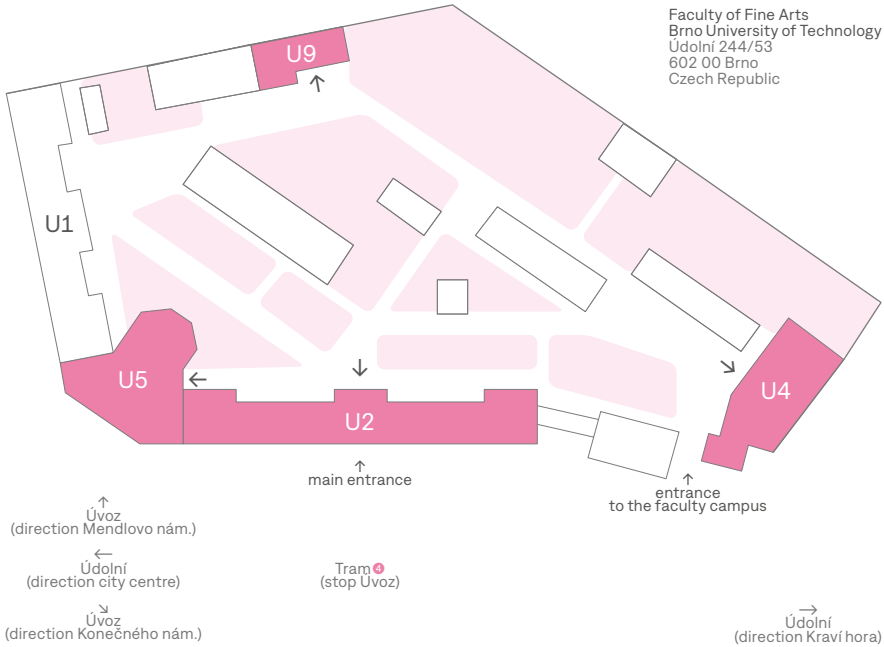 Faculty of Fine Arts
Brno University of Technology
Údolní 244/53
602 00 Brno
Czech Republic
U9
U1
U5
U4
U2
main entrance
entrance
to the faculty campus
Úvoz
(direction Mendlovo nám.)
Údolní
(direction city centre)
Tram 4
(stop Úvoz)
Úvoz
(direction Konečného nám.)
Údolní
(direction Kraví hora)